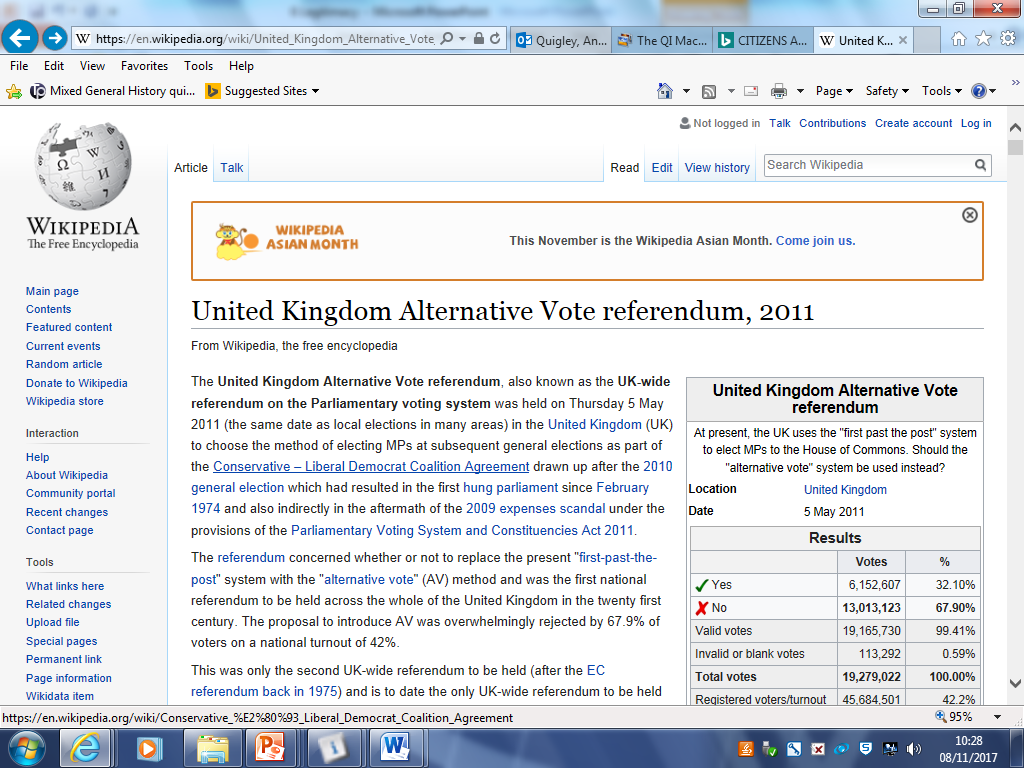 https://en.wikipedia.org/wiki/United_Kingdom_Alternative_Vote_
Quigley, An...
The QI Mac...
CITIZENS A...
United K...
File Edit View Favorites Tools Help
Mixed General History qui...
Suggested Sites
Page
Safety
Tools
Not logged in Talk Contributions Create account Log in
Article Talk
Read Edit View history
Search Wikipedia
WIKIPEDIA
The Free Encyclopedia
WIKIPEDIA
ASIAN MONTH
This November is the Wikipedia Asian Month. Come join us.
Main page
Contents
Featured content
Current events
Random article
Donate to Wikipedia
Wikipedia store
Interaction
Help
About Wikipedia
Community portal
Recent changes
Contact page
Tools
What links here
Related changes
Upload file
Special pages
Permanent link
Page information
Wikidata item
United Kingdom Alternative Vote referendum, 2011
From Wikipedia, the free encyclopedia
The United Kingdom Alternative Vote referendum, also known as the UK-wide
referendum on the Parliamentary voting system was held on Thursday 5 May
2011 (the same date as local elections in many areas) in the United Kingdom (UK)
to choose the method of electing MPs at subsequent general elections as part of
the Conservative – Liberal Democrat Coalition Agreement drawn up after the 2010
general election which had resulted in the first hung parliament since February
1974 and also indirectly in the aftermath of the 2009 expenses scandal under the
provisions of the Parliamentary Voting System and Constituencies Act 2011.
The referendum concerned whether or not to replace the present "first-past-the-
post" system with the "alternative vote" (AV) method and was the first national
referendum to be held across the whole of the United Kingdom in the twenty first
century. The proposal to introduce AV was overwhelmingly rejected by 67.9% of
voters on a national turnout of 42%.
This was only the second UK-wide referendum to be held (after the EC
referendum back in 1975) and is to date the only UK-wide referendum to be held
United Kingdom Alternative Vote
referendum
At present, the UK uses the "first past the post" system
to elect MPs to the House of Commons. Should the
"alternative vote" system be used instead?
Location United Kingdom
Date 5 May 2011
Results
Votes %
Yes 6,152,607 32.10%
No 13,013,123 67.90%
Valid votes 19,165,730 99.41%
Invalid or blank votes 113,292 0.59%
Total votes 19,279,022 100.00%
Registered voters/turnout 45,684,501 42.2%
https://en.wikipedia.org/wiki/Conservative_%E2%80%93_Liberal_Democrat_Coalition_Agreement
95%
10:28
08/11/2017